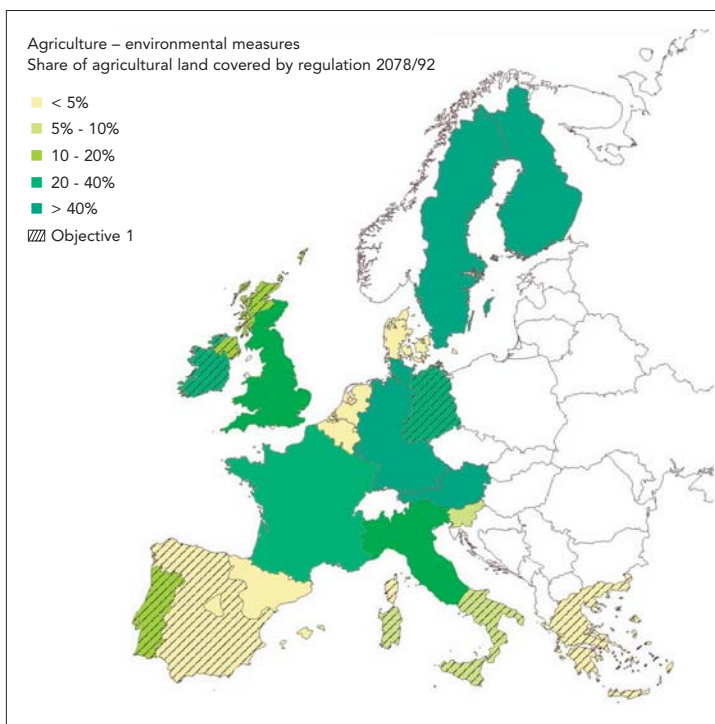 Agriculture – environmental measures
Share of agricultural land covered by regulation 2078/92
< 5%
5% - 10%
10 - 20%
20 - 40%
> 40%
Objective 1